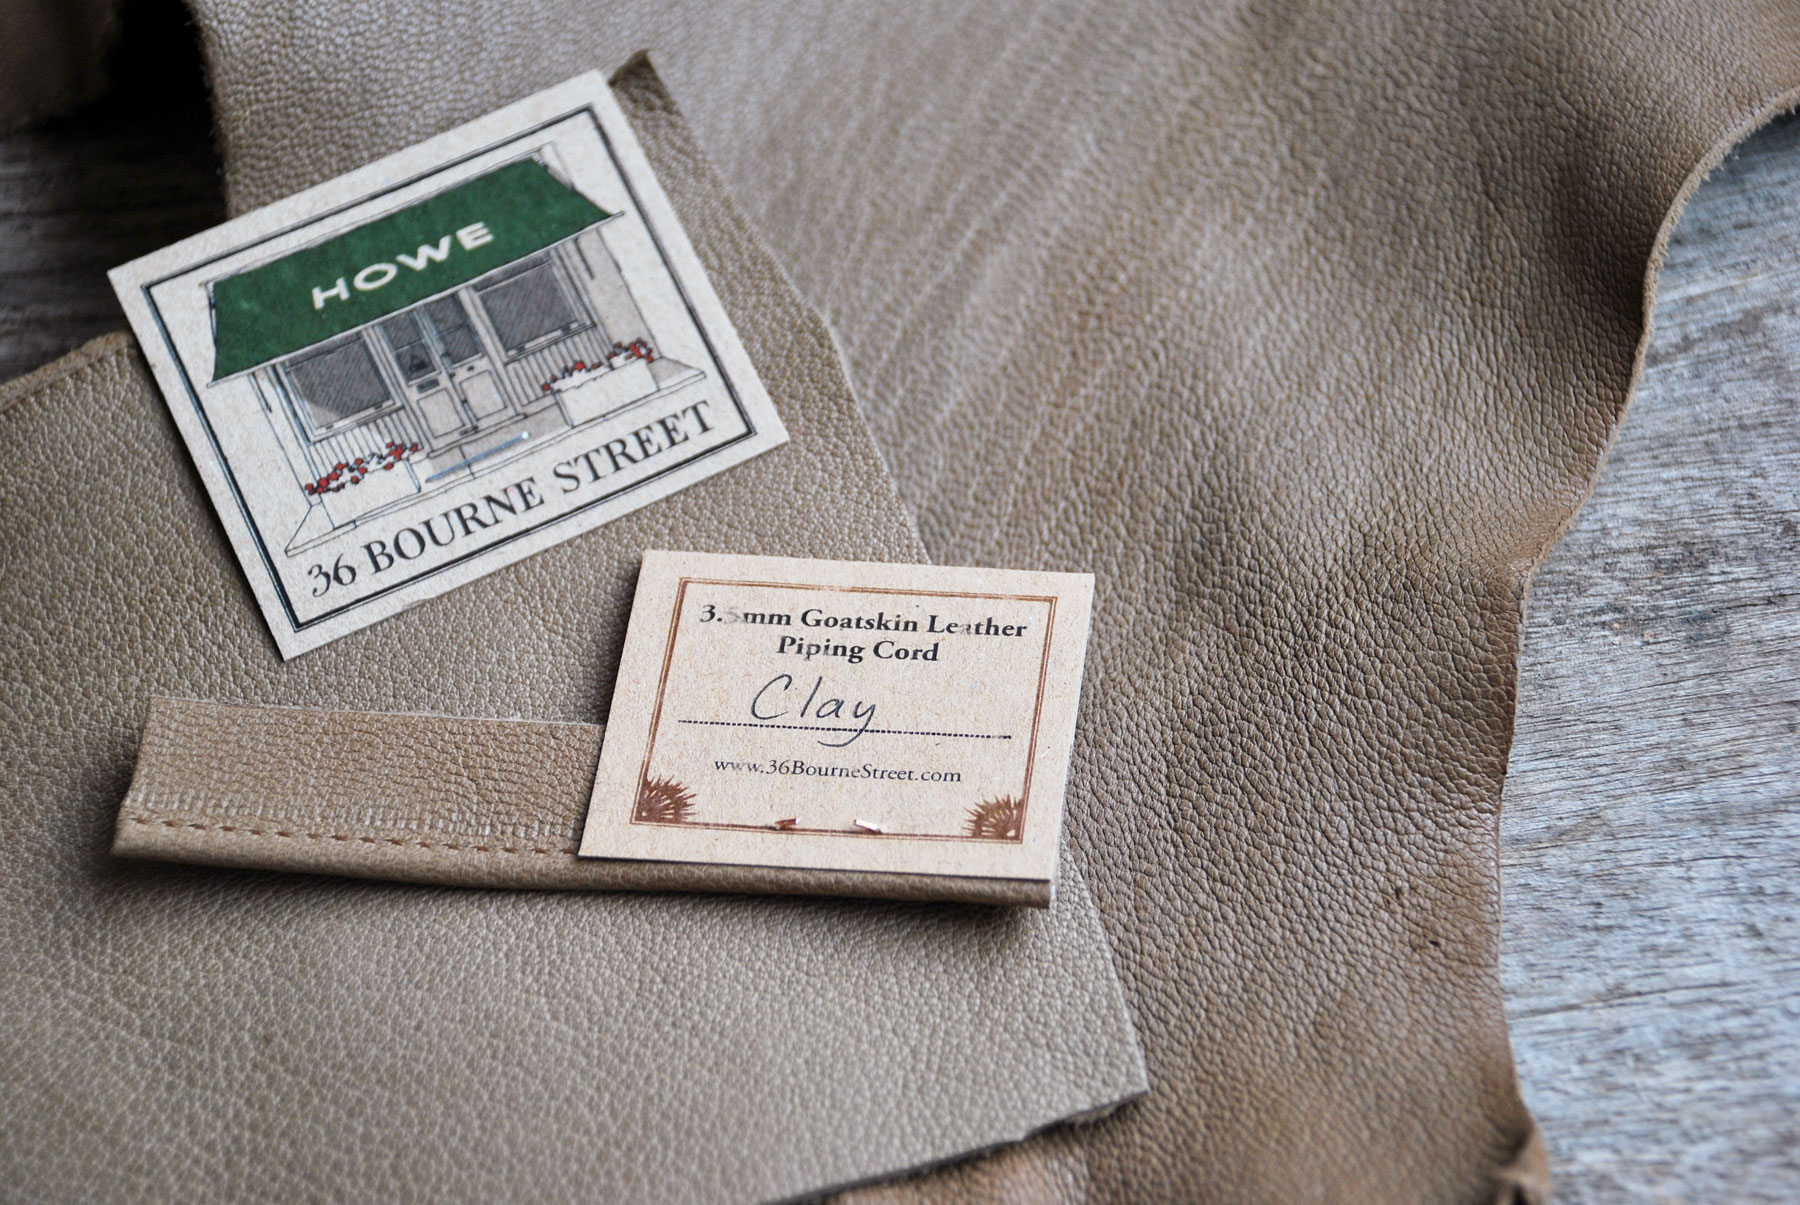 HOWE
36 BOURNE STREET
3.5mm Goatskin Leather
Piping Cord
Clay
www.36BourneStreet.com